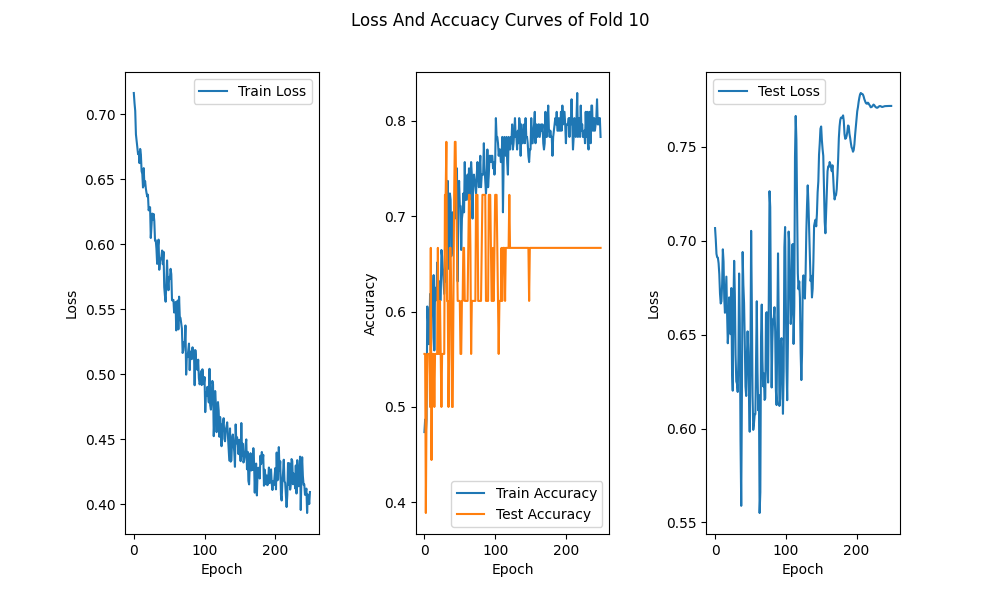 Loss And Accuacy Curves of Fold 10
Train Loss
0.70
0.65
0.60
0.55
0.50
0.45
0.40
Loss
0 100 200
Epoch
0.8
0.7
0.6
0.5
0.4
Accuracy
Train Accuracy
Test Accuracy
0 100 200
Epoch
Test Loss
0.75
0.70
0.65
0.60
0.55
Loss
0 100 200
Epoch